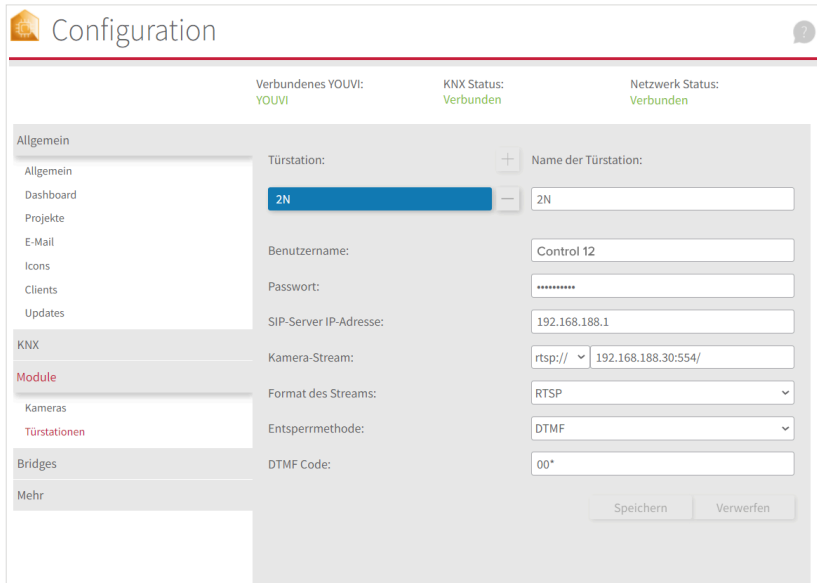 Configuration
?
Verbundenes YOUVI:
YOUVI
KNX Status:
Verbunden
Netzwerk Status:
Verbunden
Allgemein
Allgemein
Dashboard
Projekte
E-Mail
Icons
Clients
Updates
KNX
Module
Kameras
Türstationen
Bridges
Mehr
Türstation:
+
Name der Türstation:
2N
—
2N
Benutzername:
Control 12
Passwort:
••••••••••
SIP-Server IP-Adresse:
192.168.188.1
Kamera-Stream:
rtsp://
192.168.188.30:554/
Format des Streams:
RTSP
Entsperrmethode:
DTMF
DTMF Code:
00*
Speichern
Verwerfen